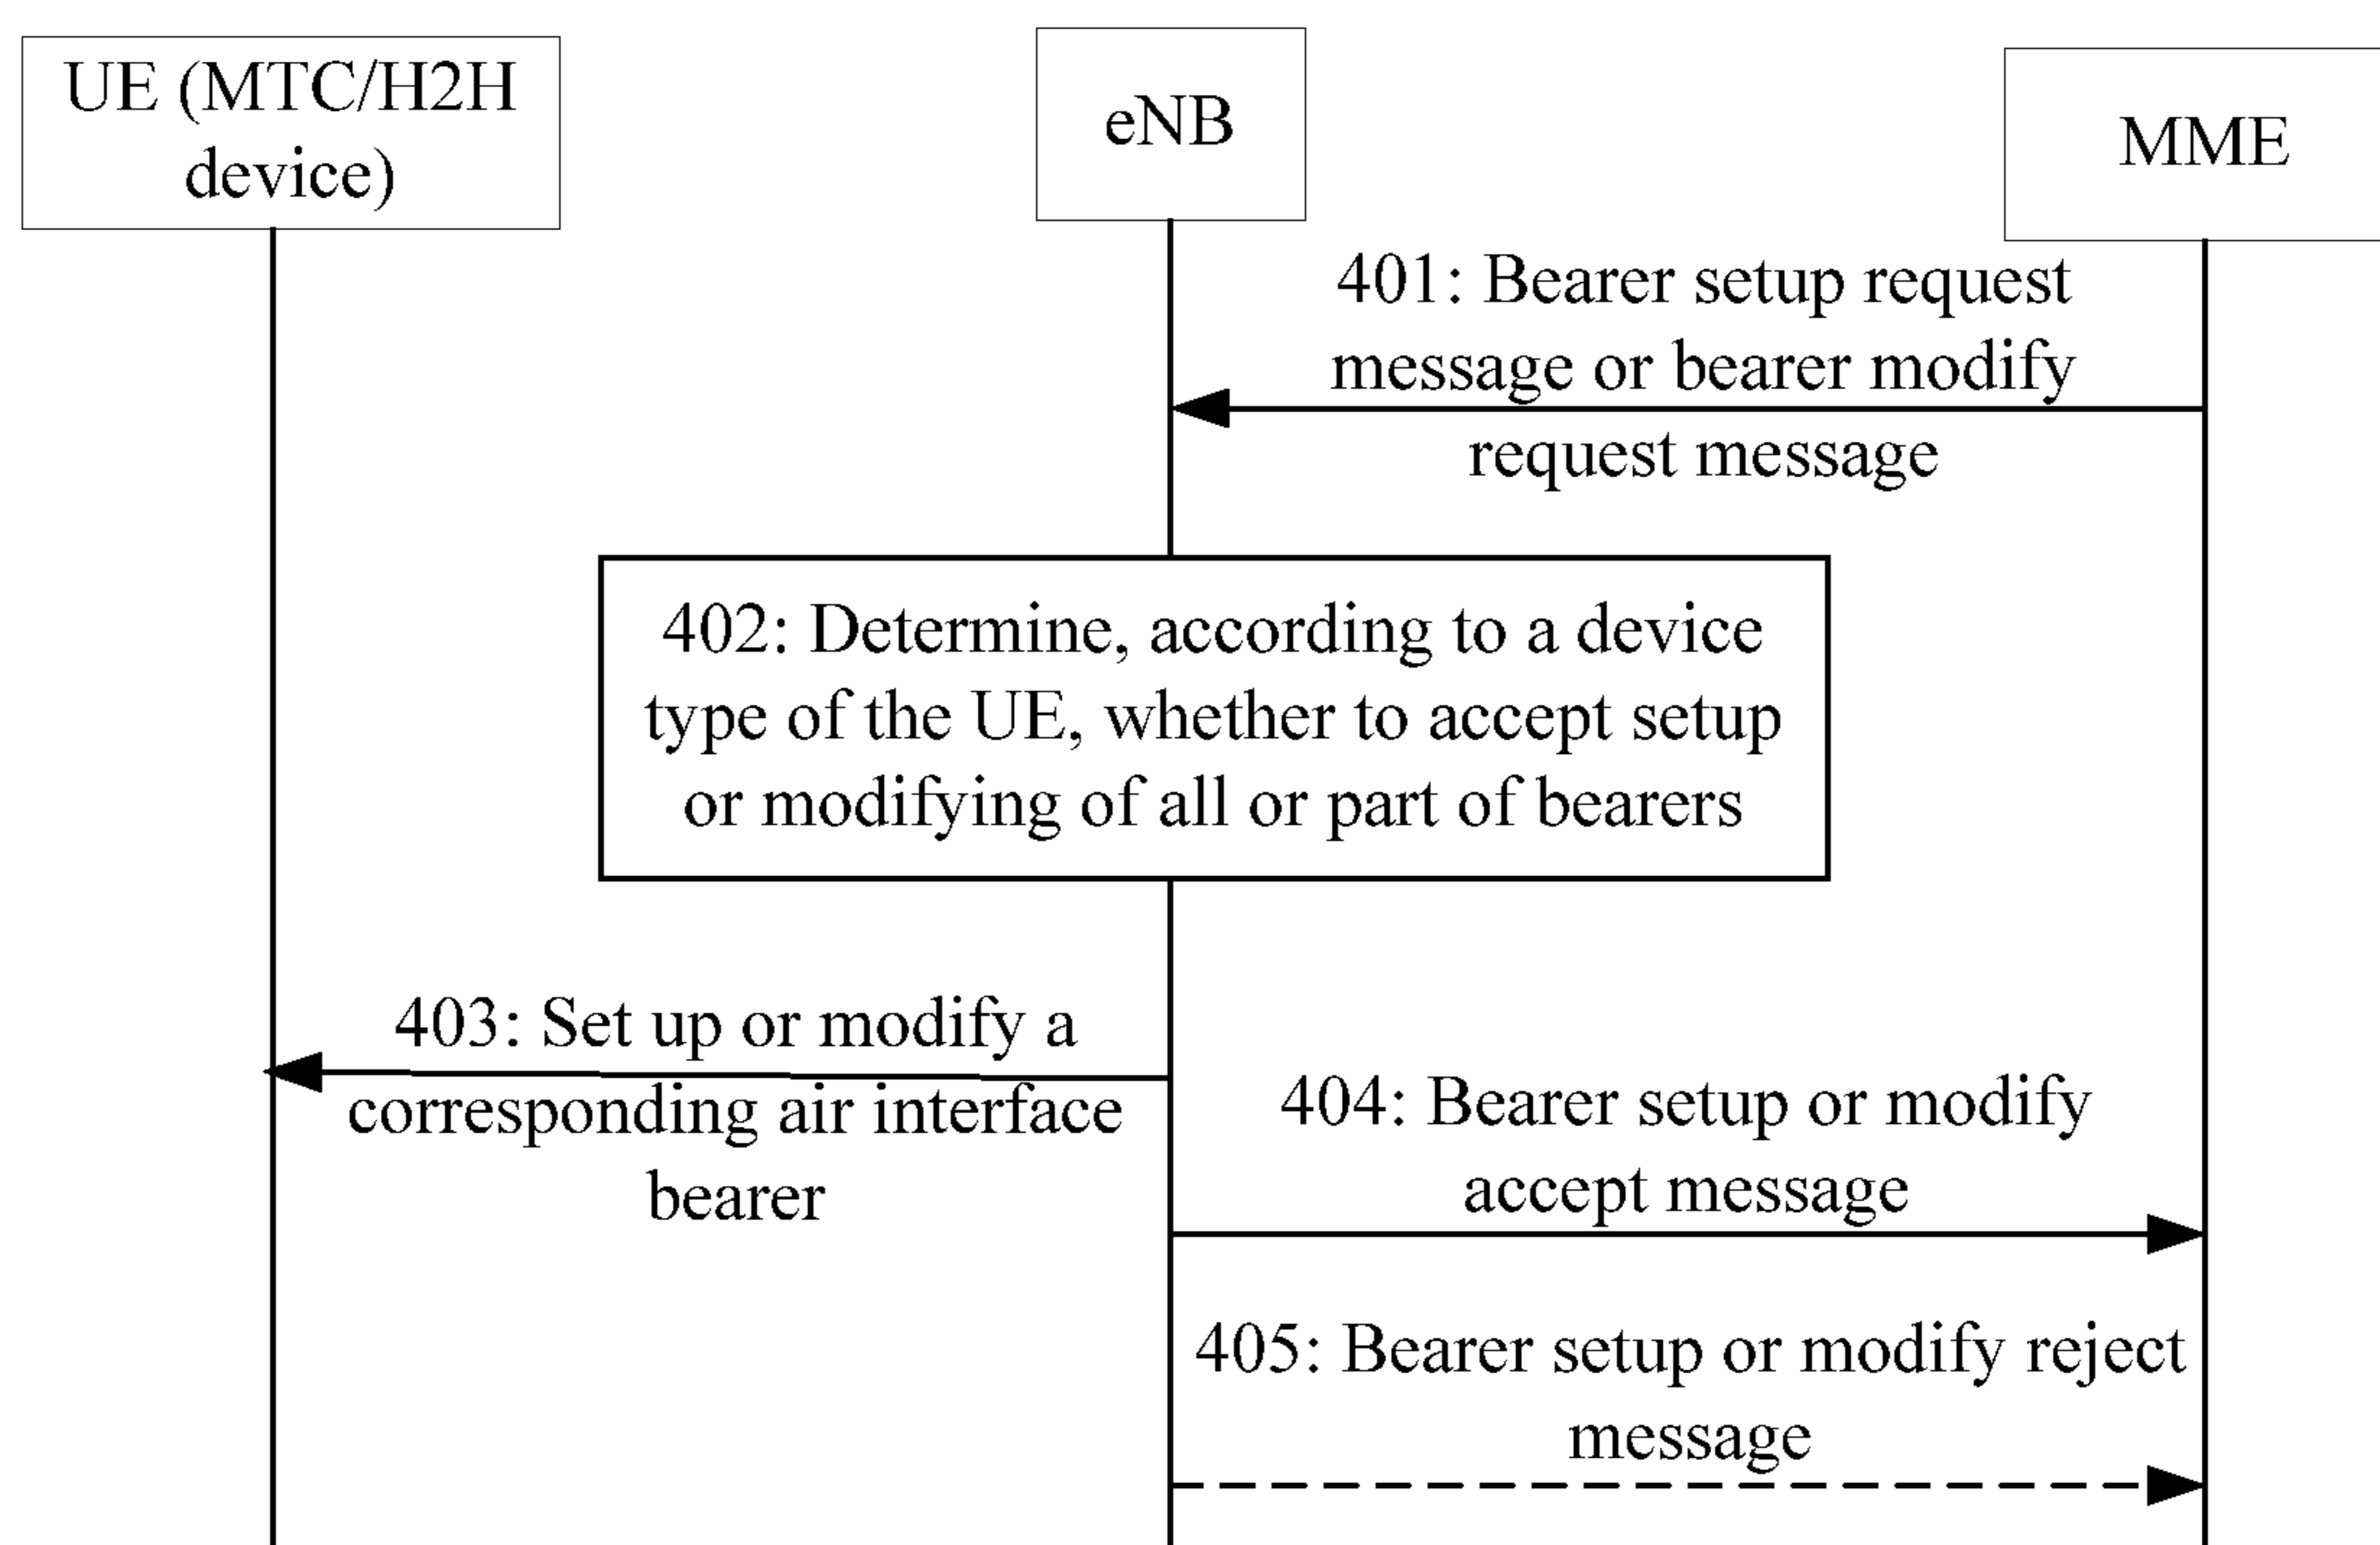 UE (MTC/H2H
device)
eNB
MME
401: Bearer setup request
message or bearer modify
request message
402: Determine, according to a device
type of the UE, whether to accept setup
or modifying of all or part of bearers
403: Set up or modify a
corresponding air interface
bearer
404: Bearer setup or modify
accept message
405: Bearer setup or modify reject
message